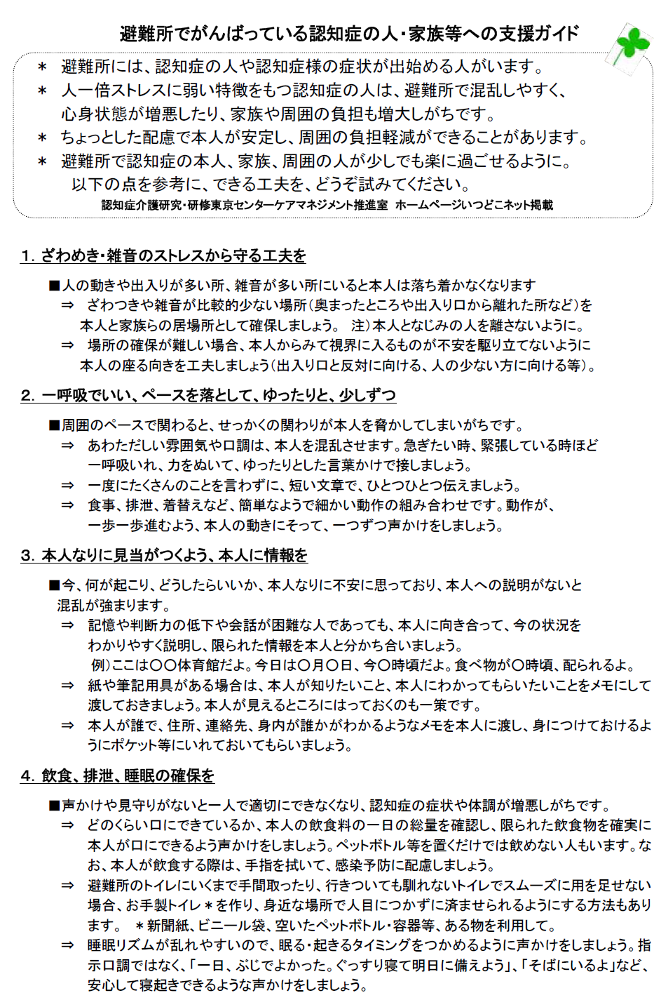 避難所でがんばっている認知症の人・家族等への支援ガイド
＊ 避難所には、認知症の人や認知症様の症状が出始める人がいます。
＊ 人一倍ストレスに弱い特徴をもつ認知症の人は、避難所で混乱しやすく、
心身状態が増悪したり、家族や周囲の負担も増大しがちです。
＊ ちょっとした配慮で本人が安定し、周囲の負担軽減ができることがあります。
＊ 避難所で認知症の本人、家族、周囲の人が少しでも楽に過ごせるように。
以下の点を参考に、できる工夫を、どうぞ試みてください。
認知症介護研究・研修東京センターケアマネジメント推進室 ホームページいつどこネット掲載
１．ざわめき・雑音のストレスから守る工夫を
■人の動きや出入りが多い所、雑音が多い所にいると本人は落ち着かなくなります
⇒ ざわつきや雑音が比較的少ない場所（奥まったところや出入り口から離れた所など）を
本人と家族らの居場所として確保しましょう。 注）本人となじみの人を離さないように。
⇒ 場所の確保が難しい場合、本人からみて視界に入るものが不安を駆り立てないように
本人の座る向きを工夫しましょう（出入り口と反対に向ける、人の少ない方に向ける等）。
２．一呼吸でいい、ペースを落として、ゆったりと、少しずつ
■周囲のペースで関わると、せっかくの関わりが本人を脅かしてしまいがちです。
⇒ あわただしい雰囲気や口調は、本人を混乱させます。急ぎたい時、緊張している時ほど
一呼吸いれ、力をぬいて、ゆったりとした言葉かけで接しましょう。
⇒ 一度にたくさんのことを言わずに、短い文章で、ひとつひとつ伝えましょう。
⇒ 食事、排泄、着替えなど、簡単なようで細かい動作の組み合わせです。動作が、
一歩一歩進むよう、本人の動きにそって、一つずつ声かけをしましょう。
３．本人なりに見当がつくよう、本人に情報を
■今、何が起こり、どうしたらいいか、本人なりに不安に思っており、本人への説明がないと
混乱が強まります。
⇒ 記憶や判断力の低下や会話が困難な人であっても、本人に向き合って、今の状況を
わかりやすく説明し、限られた情報を本人と分かち合いましょう。
例）ここは〇〇体育館だよ。今日は〇月〇日、今〇時頃だよ。食べ物が〇時頃、配られるよ。
⇒ 紙や筆記用具がある場合は、本人が知りたいこと、本人にわかってもらいたいことをメモにして
渡しておきましょう。本人が見えるところにはっておくのも一策です。
⇒ 本人が誰で、住所、連絡先、身内が誰かがわかるようなメモを本人に渡し、身につけておけるよ
うにポケット等にいれておいてもらいましょう。
４．飲食、排泄、睡眠の確保を
■声かけや見守りがないと一人で適切にできなくなり、認知症の症状や体調が増悪しがちです。
⇒ どのくらい口にできているか、本人の飲食料の一日の総量を確認し、限られた飲食物を確実に
本人が口にできるよう声かけをしましょう。ペットボトル等を置くだけでは飲めない人もいます。な
お、本人が飲食する際は、手指を拭いて、感染予防に配慮しましょう。
⇒ 避難所のトイレにいくまで手間取ったり、行きついても馴れないトイレでスムーズに用を足せない
場合、お手製トイレ＊を作り、身近な場所で人目につかずに済ませられるようにする方法もあり
ます。 ＊新聞紙、ビニール袋、空いたペットボトル・容器等、ある物を利用して。
⇒ 睡眠リズムが乱れやすいので、眠る・起きるタイミングをつかめるように声かけをしましょう。指
示口調ではなく、「一日、ぶじでよかった。ぐっすり寝て明日に備えよう」、「そばにいるよ」など、
安心して寝起きできるような声かけをしましょう。